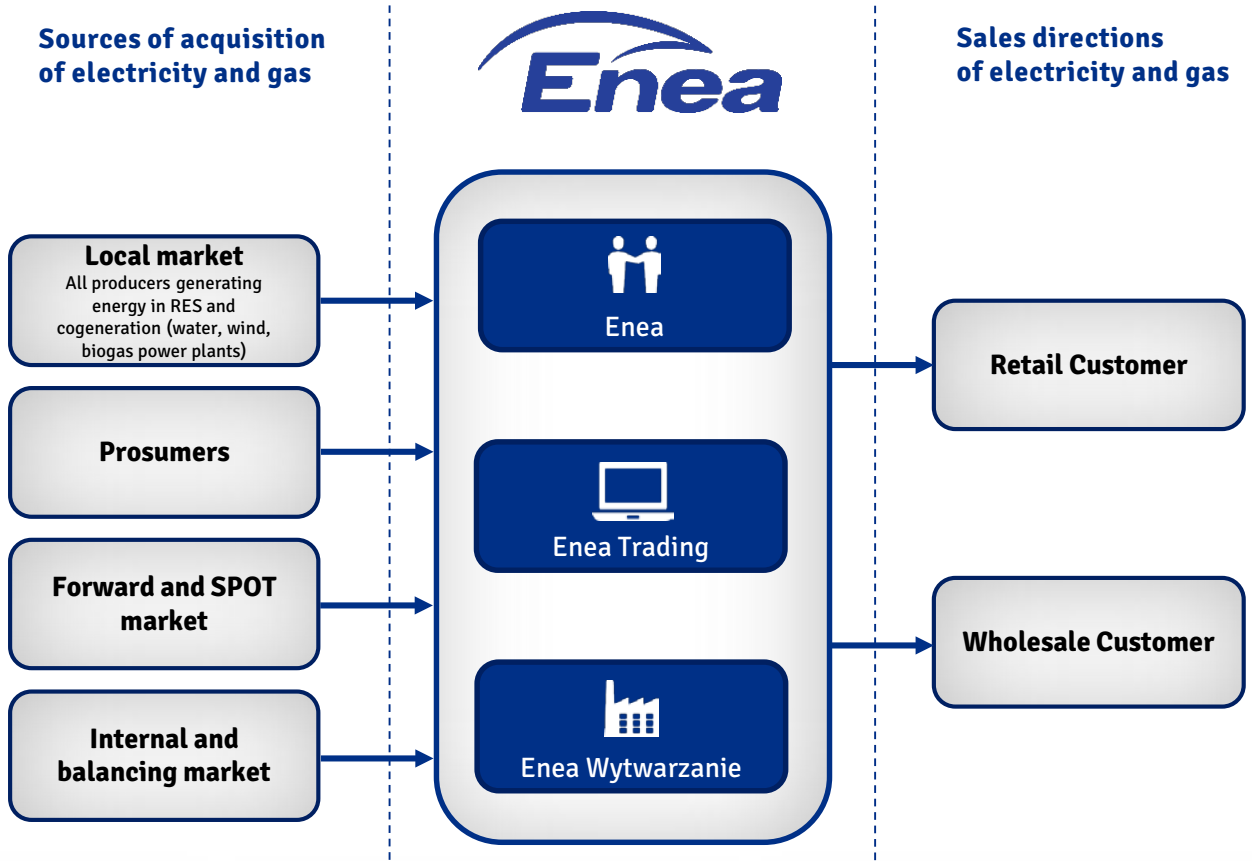 Sources of acquisition
of electricity and gas
Enea
Sales directions
of electricity and gas
Local market
All producers generating
energy in RES and
cogeneration (water, wind,
biogas power plants)
Prosumers
Forward and SPOT
market
Internal and
balancing market
Enea
Enea Trading
Enea Wytwarzanie
Retail Customer
Wholesale Customer